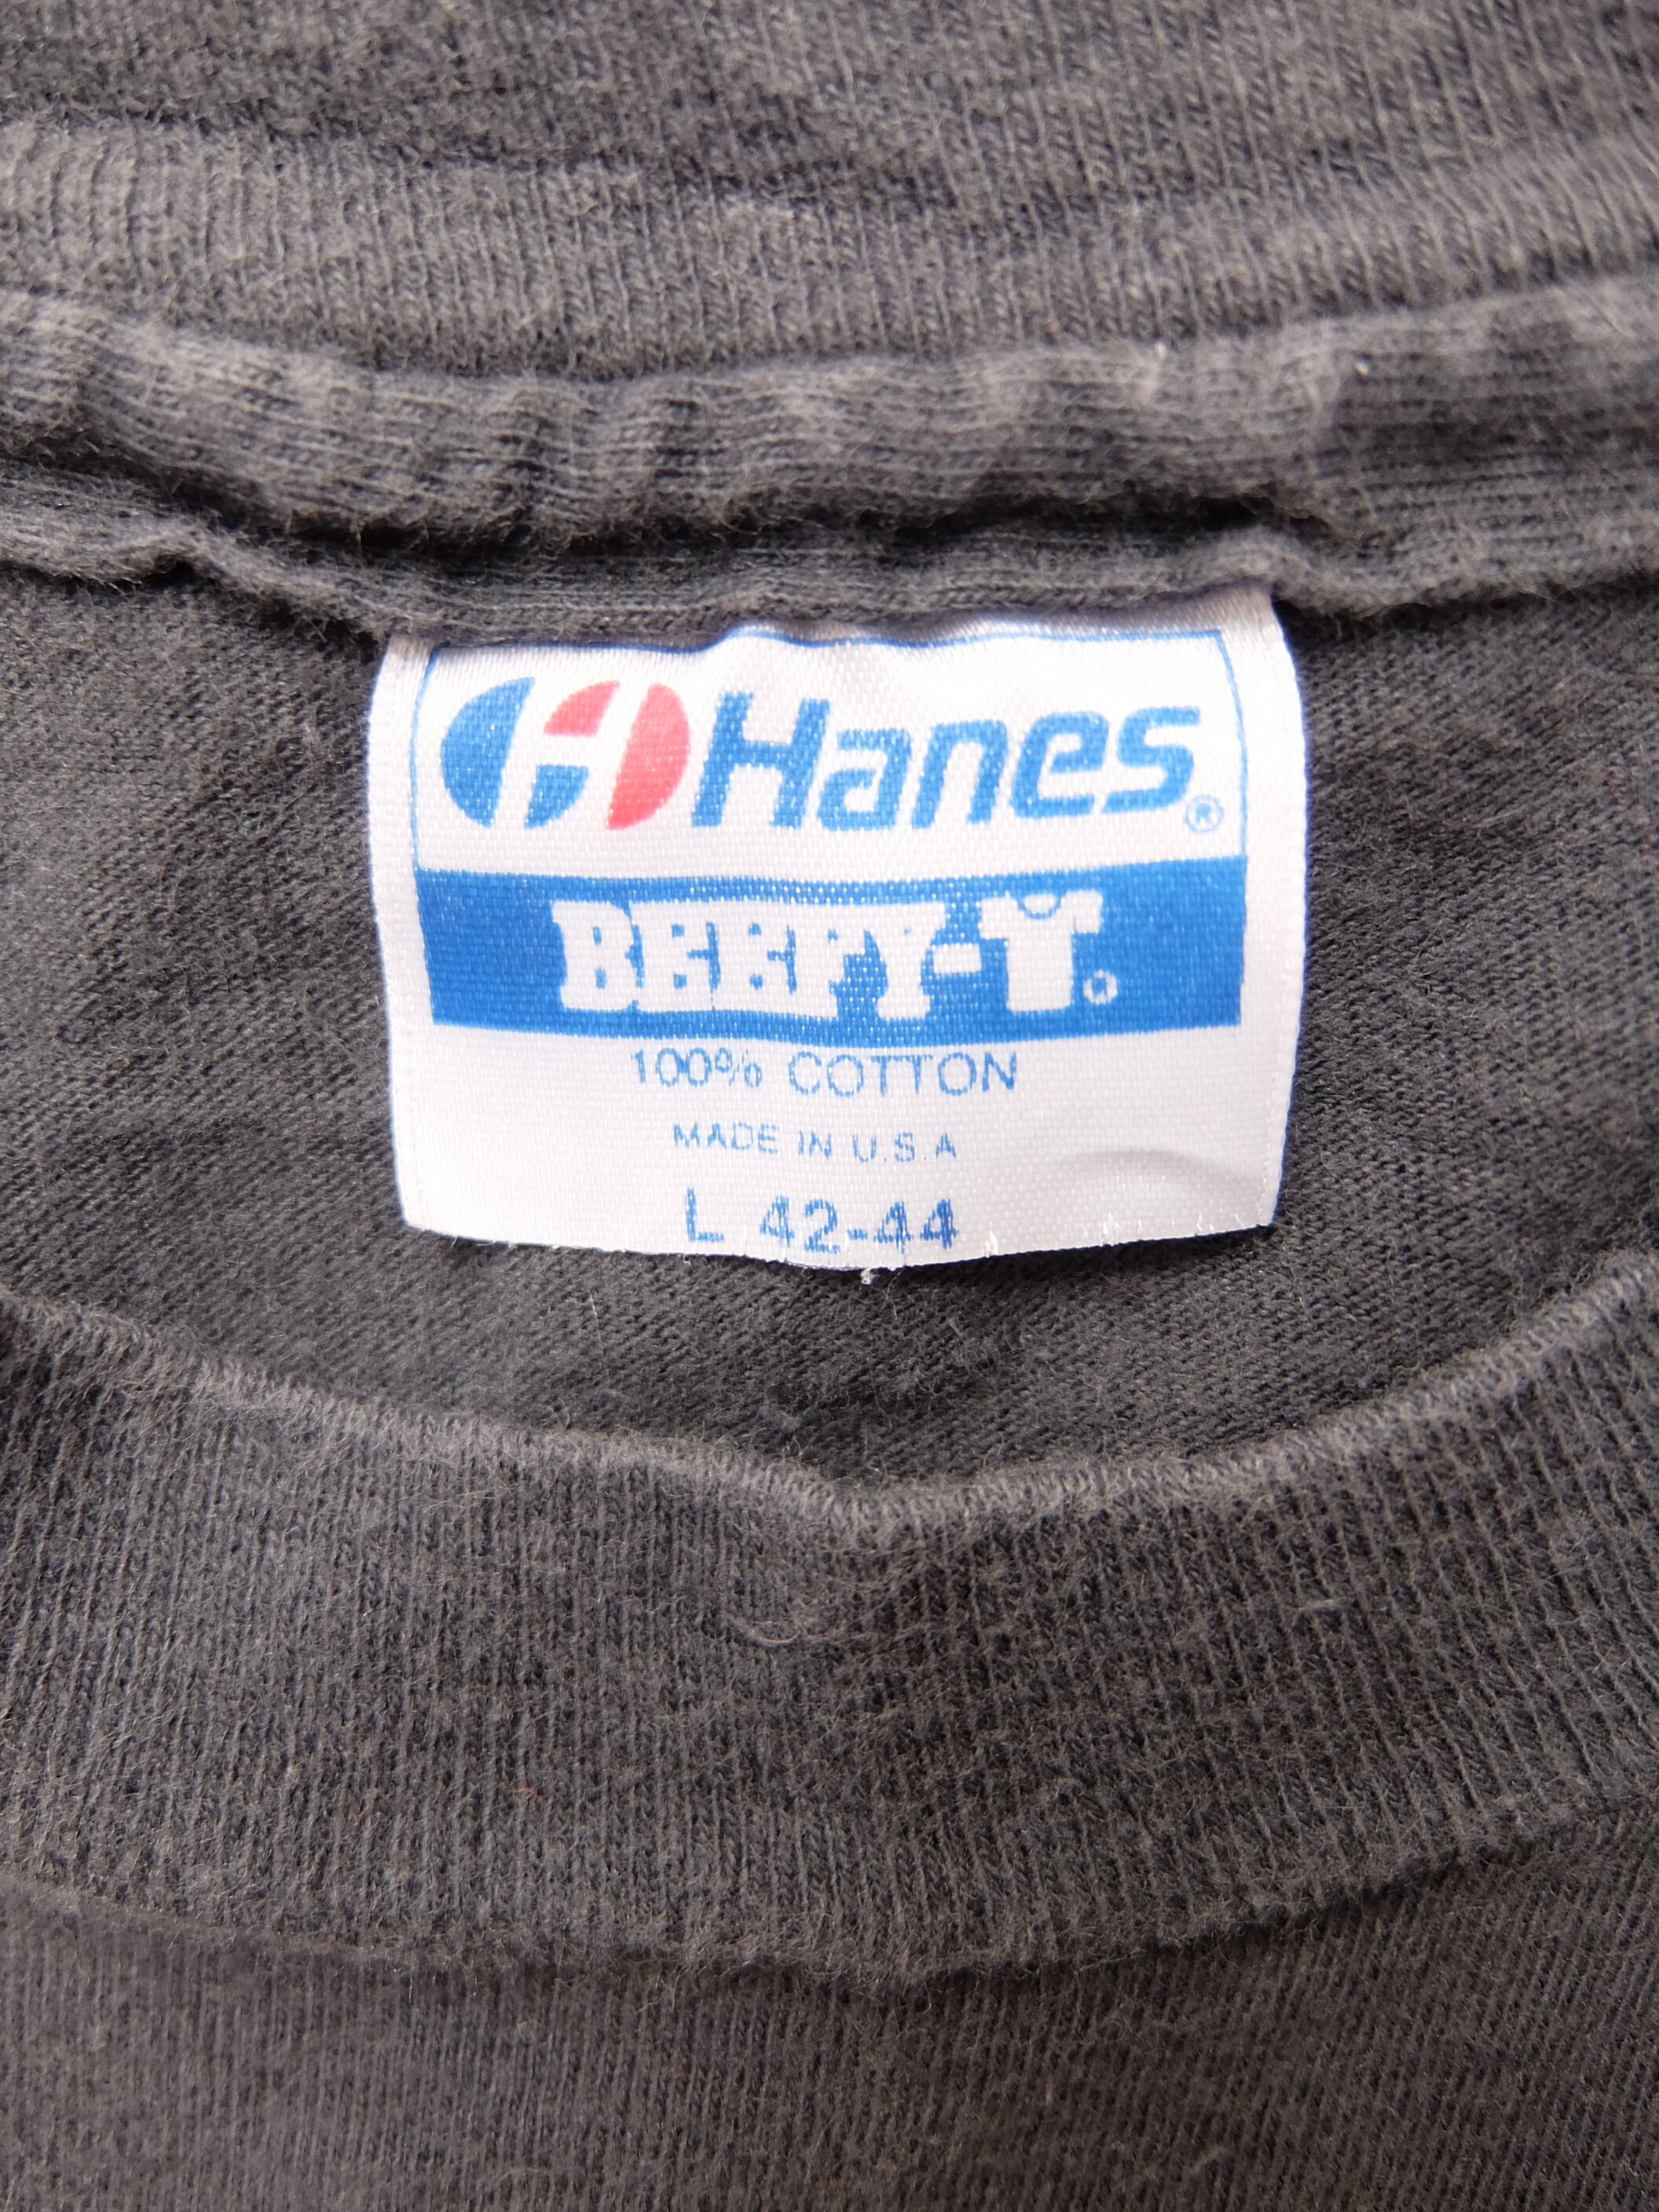 Hanes®
BEEFY-T®
100% COTTON
MADE IN U.S.A
L 42-44